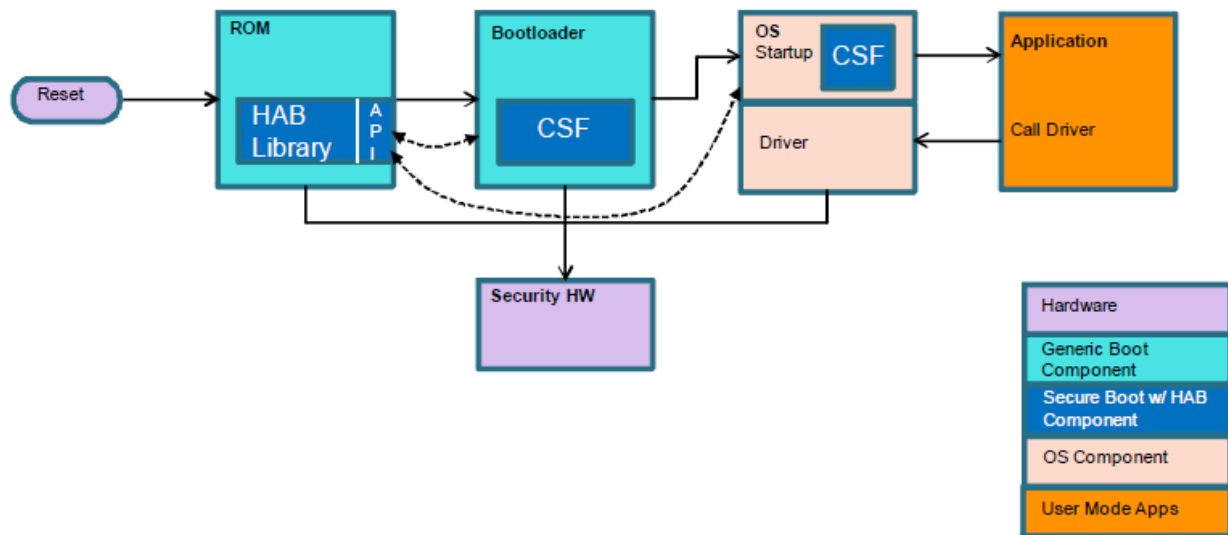 Reset
ROM
HAB
Library
A
P
I
Bootloader
CSF
OS
Startup
CSF
Driver
Application
Call Driver
Security HW
Hardware
Generic Boot
Component
Secure Boot w/ HAB
Component
OS Component
User Mode Apps